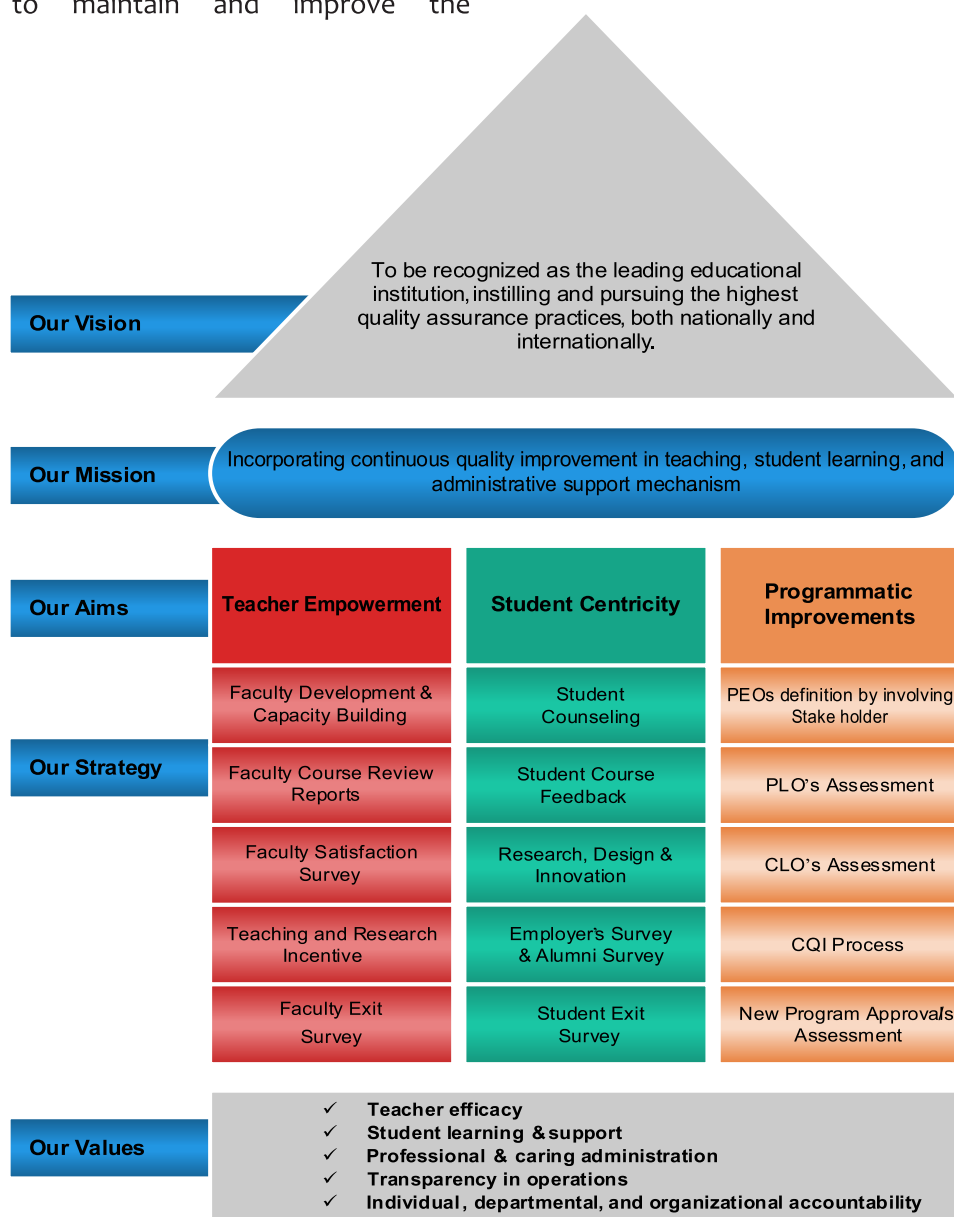 to maintain and improve the
To be recognized as the leading educational
institution, instilling and pursuing the highest
quality assurance practices, both nationally and
internationally.
Our Vision
Our Mission
Incorporating continuous quality improvement in teaching, student learning, and
administrative support mechanism
Our Aims
Teacher Empowerment
Student Centricity
Programmatic
Improvements
Our Strategy
Faculty Development &
Capacity Building
Student
Counseling
PEOs definition by involving
Stake holder
Faculty Course Review
Reports
Student Course
Feedback
PLO's Assessment
Faculty Satisfaction
Survey
Research, Design &
Innovation
CLO's Assessment
Teaching and Research
Incentive
Employer's Survey
& Alumni Survey
CQI Process
Faculty Exit
Survey
Student Exit
Survey
New Program Approvals
Assessment
Our Values
✓ Teacher efficacy
✓ Student learning & support
✓ Professional & caring administration
✓ Transparency in operations
✓ Individual, departmental, and organizational accountability